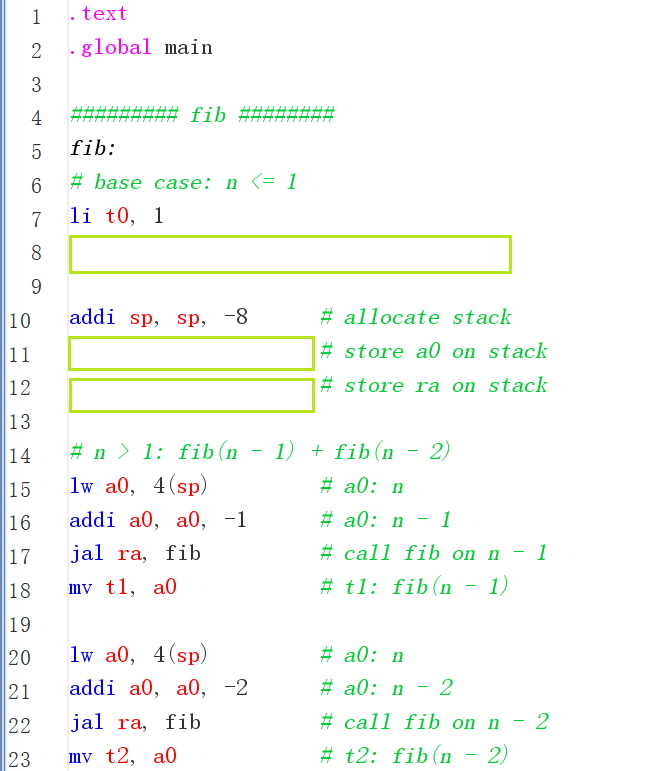 1 .text
2 .global main
3
4 ######### fib ########
5 fib:
6 # base case: n <= 1
7 li t0, 1
8
9
10 addi sp, sp, -8 # allocate stack
11 # store a0 on stack
12 # store ra on stack
13
14 # n > 1: fib(n - 1) + fib(n - 2)
15 lw a0, 4(sp) # a0: n
16 addi a0, a0, -1 # a0: n - 1
17 jal ra, fib # call fib on n - 1
18 mv t1, a0 # t1: fib(n - 1)
19
20 lw a0, 4(sp) # a0: n
21 addi a0, a0, -2 # a0: n - 2
22 jal ra, fib # call fib on n - 2
23 mv t2, a0 # t2: fib(n - 2)